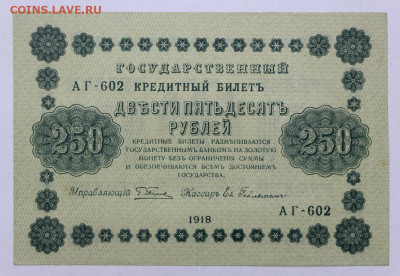 COINS.LAVE.RU
ГОСУДАРСТВЕННЫЙ
АГ-602 КРЕДИТНЫЙ БИЛЕТЪ
ДВѢСТИ ПЯТЬДЕСЯТЪ
РУБЛЕЙ
250 250
КРЕДИТНЫЕ БИЛЕТЫ РАЗМѢНИВАЮТСЯ
ГОСУДАРСТВЕННЫМЪ БАНКОМЪ НА ЗОЛОТУЮ
МОНЕТУ БЕЗЪ ОГРАНИЧЕНІЯ СУММЫ
И ОБЕЗПЕЧИВАЮТСЯ ВСѢМЪ ДОСТОЯНІЕМЪ
ГОСУДАРСТВА.
Управляющій Кассиръ
1918
АГ-602